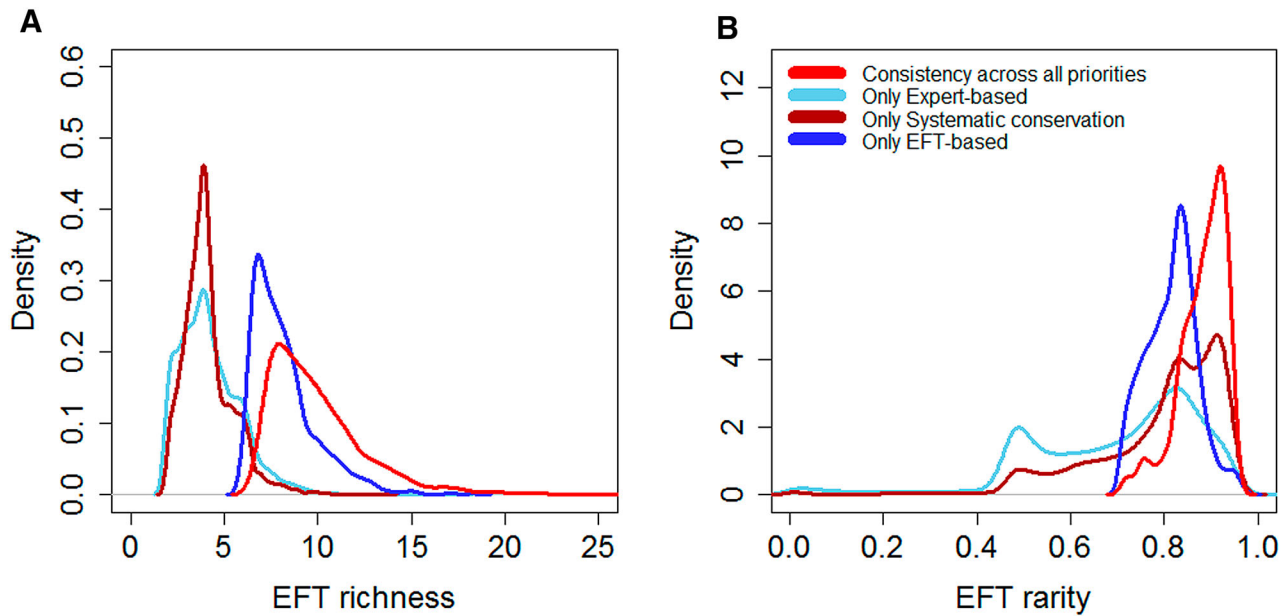 A
B
0.6
0.5
0.4
0.3
0.2
0.1
0.0
Density
0
5
10
15
20
25
EFT richness
12
10
8
6
4
2
0
Density
Consistency across all priorities
Only Expert-based
Only Systematic conservation
Only EFT-based
0.0
0.2
0.4
0.6
0.8
1.0
EFT rarity